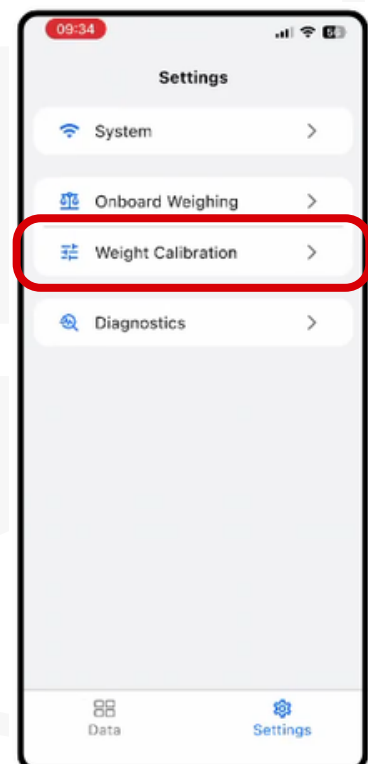 09:34
Settings
System
Onboard Weighing
Weight Calibration
Diagnostics
Data
Settings